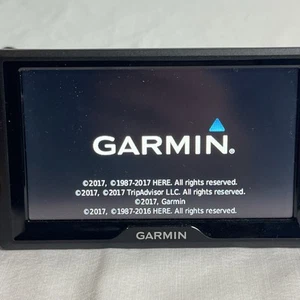 GARMIN®
©2017, ©1987-2017 HERE. All rights reserved.
©2017, ©2017 TripAdvisor LLC. All rights reserved.
©2017, Garmin
©2017, ©1987-2016 HERE. All rights reserved.
GARMIN